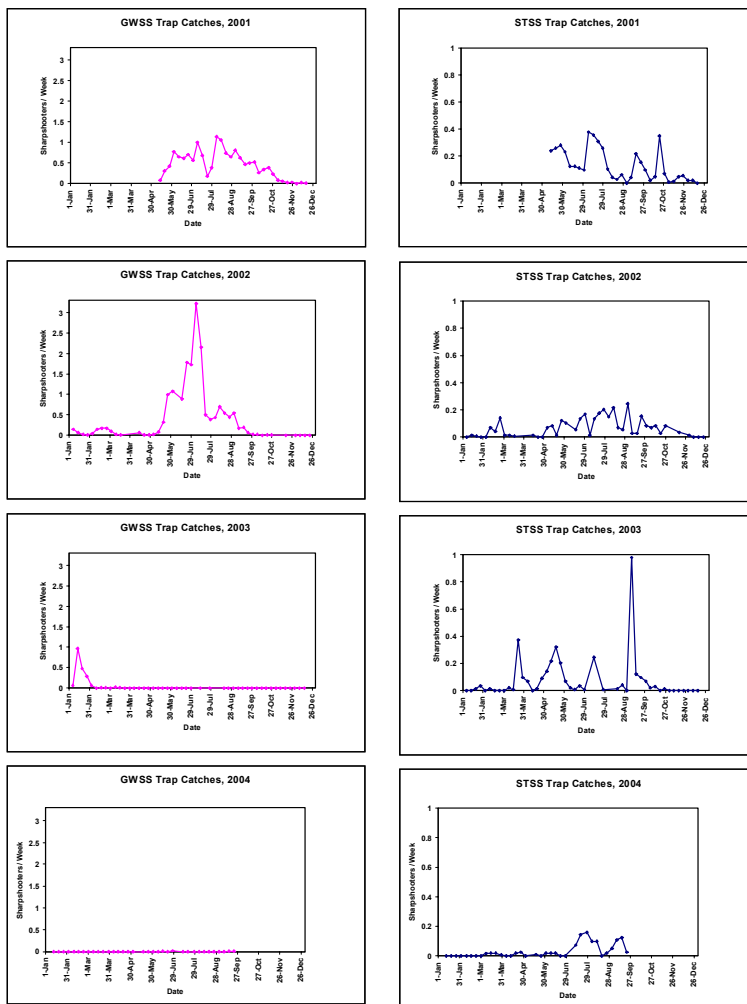 GWSS Trap Catches, 2001
3
2.5
2
1.5
1
0.5
0
Sharpshooters / Week
1-Jan
31-Jan
1-Mar
31-Mar
30-Apr
30-May
29-Jun
29-Jul
28-Aug
27-Sep
27-Oct
26-Nov
26-Dec
Date
STSS Trap Catches, 2001
1
0.8
0.6
0.4
0.2
0
Sharpshooters / Week
1-Jan
31-Jan
1-Mar
31-Mar
30-Apr
30-May
29-Jun
29-Jul
28-Aug
27-Sep
27-Oct
26-Nov
26-Dec
Date
GWSS Trap Catches, 2002
3
2.5
2
1.5
1
0.5
0
Sharpshooters / Week
1-Jan
31-Jan
1-Mar
31-Mar
30-Apr
30-May
29-Jun
29-Jul
28-Aug
27-Sep
27-Oct
26-Nov
26-Dec
Date
STSS Trap Catches, 2002
1
0.8
0.6
0.4
0.2
0
Sharpshooters / Week
1-Jan
31-Jan
1-Mar
31-Mar
30-Apr
30-May
29-Jun
29-Jul
28-Aug
27-Sep
27-Oct
26-Nov
26-Dec
Date
GWSS Trap Catches, 2003
3
2.5
2
1.5
1
0.5
0
Sharpshooters / Week
1-Jan
31-Jan
1-Mar
31-Mar
30-Apr
30-May
29-Jun
29-Jul
28-Aug
27-Sep
27-Oct
26-Nov
26-Dec
Date
STSS Trap Catches, 2003
1
0.8
0.6
0.4
0.2
0
Sharpshooters / Week
1-Jan
31-Jan
1-Mar
31-Mar
30-Apr
30-May
29-Jun
29-Jul
28-Aug
27-Sep
27-Oct
26-Nov
26-Dec
Date
GWSS Trap Catches, 2004
3
2.5
2
1.5
1
0.5
0
Sharpshooters / Week
1-Jan
31-Jan
1-Mar
31-Mar
30-Apr
30-May
29-Jun
29-Jul
28-Aug
27-Sep
27-Oct
26-Nov
26-Dec
Date
STSS Trap Catches, 2004
1
0.8
0.6
0.4
0.2
0
Sharpshooters / Week
1-Jan
31-Jan
1-Mar
31-Mar
30-Apr
30-May
29-Jun
29-Jul
28-Aug
27-Sep
27-Oct
26-Nov
26-Dec
Date